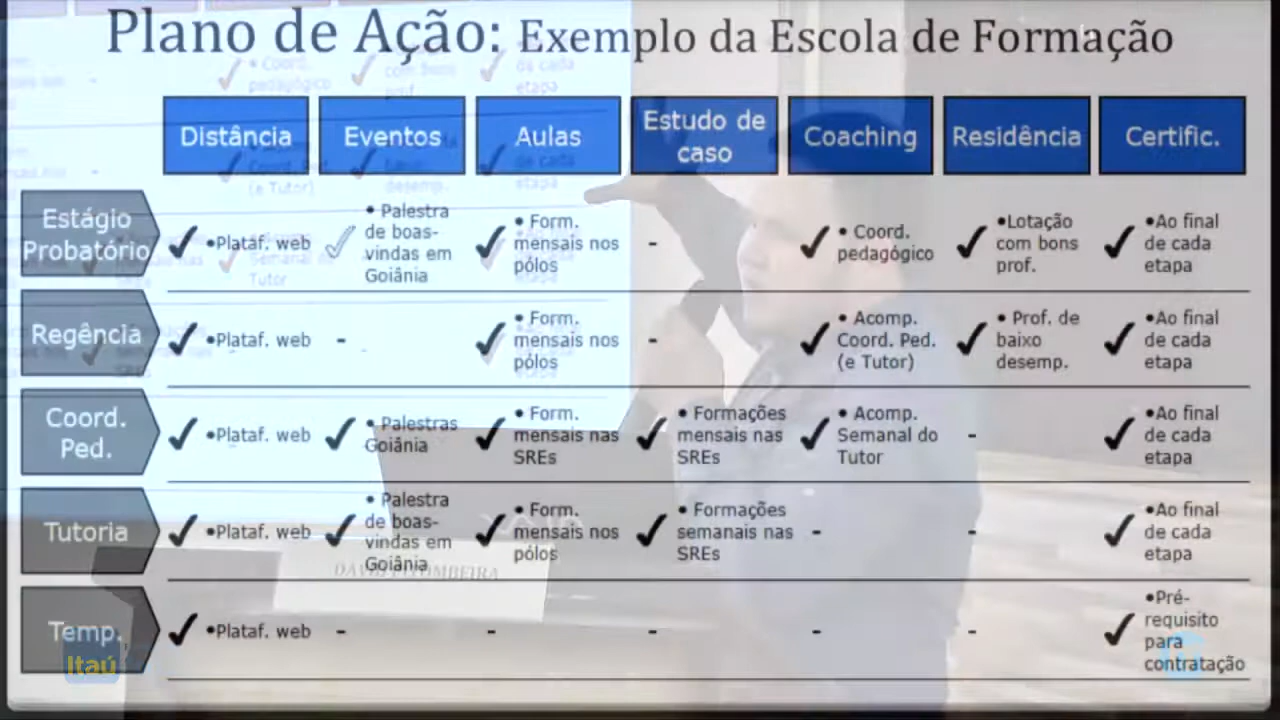 Plano de Ação: Exemplo da Escola de Formação
Distância Eventos Aulas Estudo de caso Coaching Residência Certific.
Estágio Probatório
✓ •Plataf. web
✓ • Palestra de boas-vindas em Goiânia
✓ • Form. mensais nos pólos
-
✓ • Coord. pedagógico
✓ •Lotação com bons prof.
✓ •Ao final de cada etapa
Regência
✓ •Plataf. web
-
✓ • Form. mensais nos pólos
-
✓ • Acomp. Coord. Ped. (e Tutor)
✓ • Prof. de baixo desemp.
✓ •Ao final de cada etapa
Coord. Ped.
✓ •Plataf. web
✓ • Palestras Goiânia
✓ • Form. mensais nas SREs
✓ • Formações mensais nas SREs
✓ • Acomp. Semanal do Tutor
-
✓ •Ao final de cada etapa
Tutoria
✓ •Plataf. web
✓ • Palestra de boas-vindas em Goiânia
✓ • Form. mensais nos pólos
✓ • Formações semanais nas SREs
-
-
✓ •Ao final de cada etapa
Temp.
✓ •Plataf. web
-
-
-
-
-
✓ •Pré-requisito para contratação
Itaú